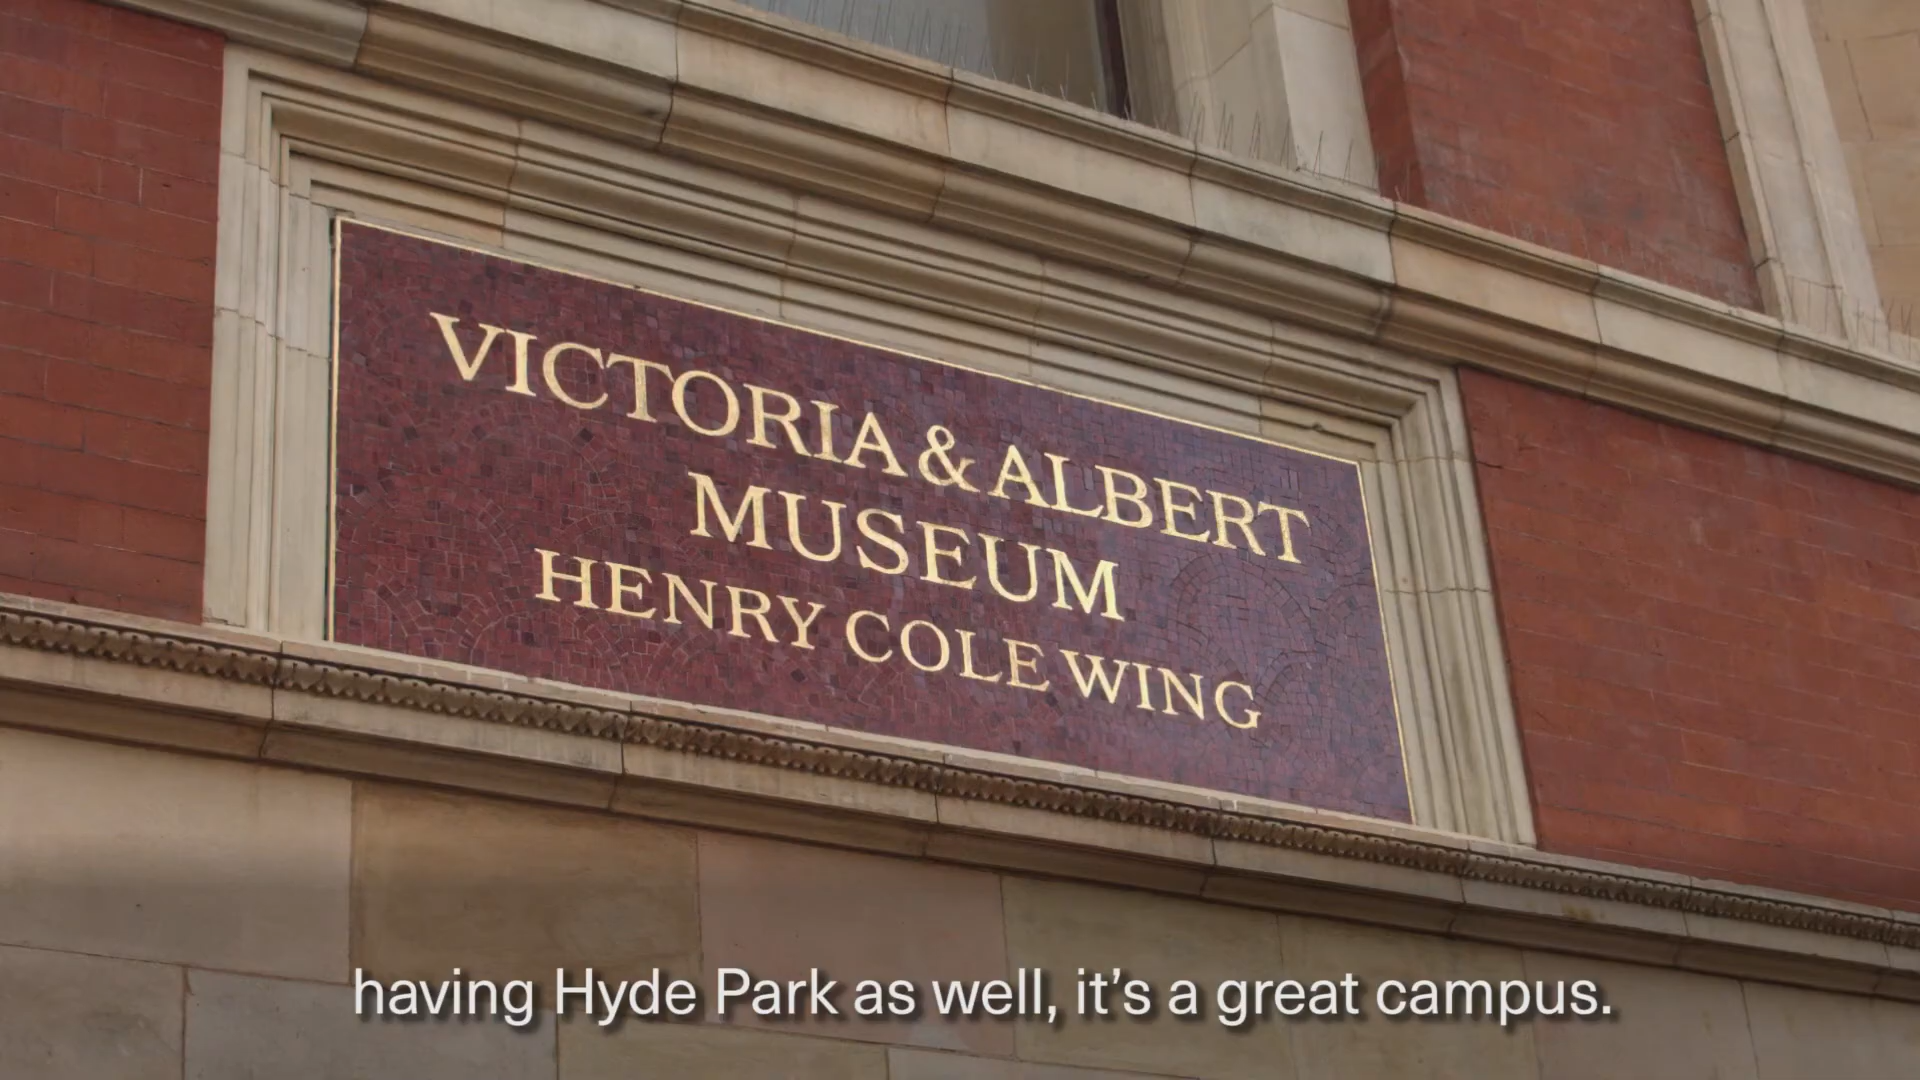 VICTORIA & ALBERT
MUSEUM
HENRY COLE WING
having Hyde Park as well, it’s a great campus.